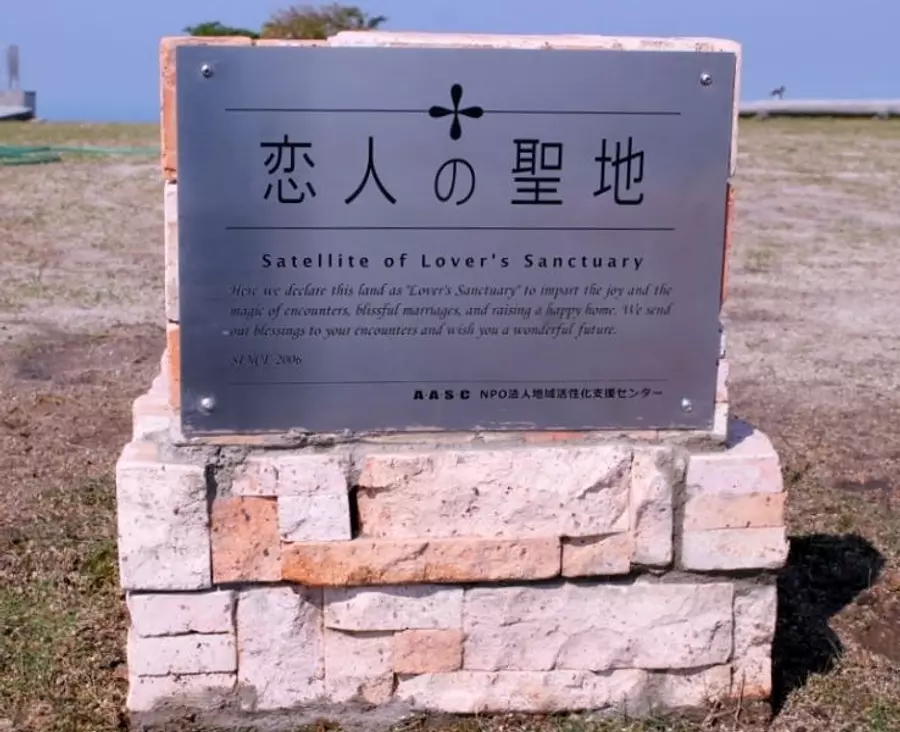 恋人の聖地
Satellite of Lover's Sanctuary
Here we declare this land as "Lover's Sanctuary" to impart the joy and the
magic of encounters, blissful marriages, and raising a happy home. We send
out blessings to your encounters and wish you a wonderful future.
SINCE 2006
A·A·S·C NPO法人地域活性化支援センター